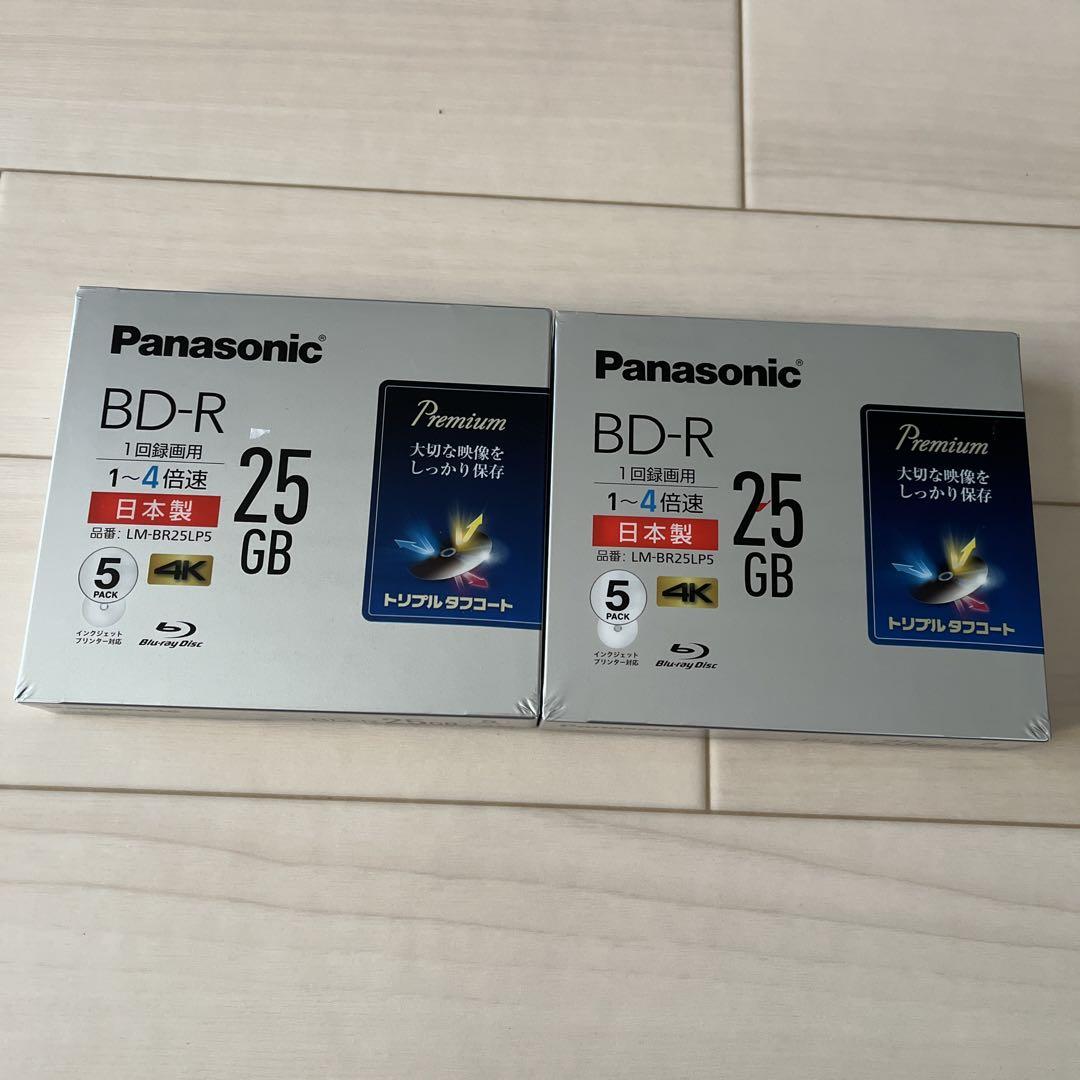 Panasonic®
BD-R
1回録画用
1～4倍速
日本製
25
GB
品番: LM-BR25LP5
5
PACK
4K
インクジェット
プリンター対応
Blu-ray Disc
Premium
大切な映像を
しっかり保存
トリプル タフコート
Panasonic®
BD-R
1回録画用
1～4倍速
日本製
25
GB
品番: LM-BR25LP5
5
PACK
4K
インクジェット
プリンター対応
Blu-ray Disc
Premium
大切な映像を
しっかり保存
トリプル タフコート
Panasonic